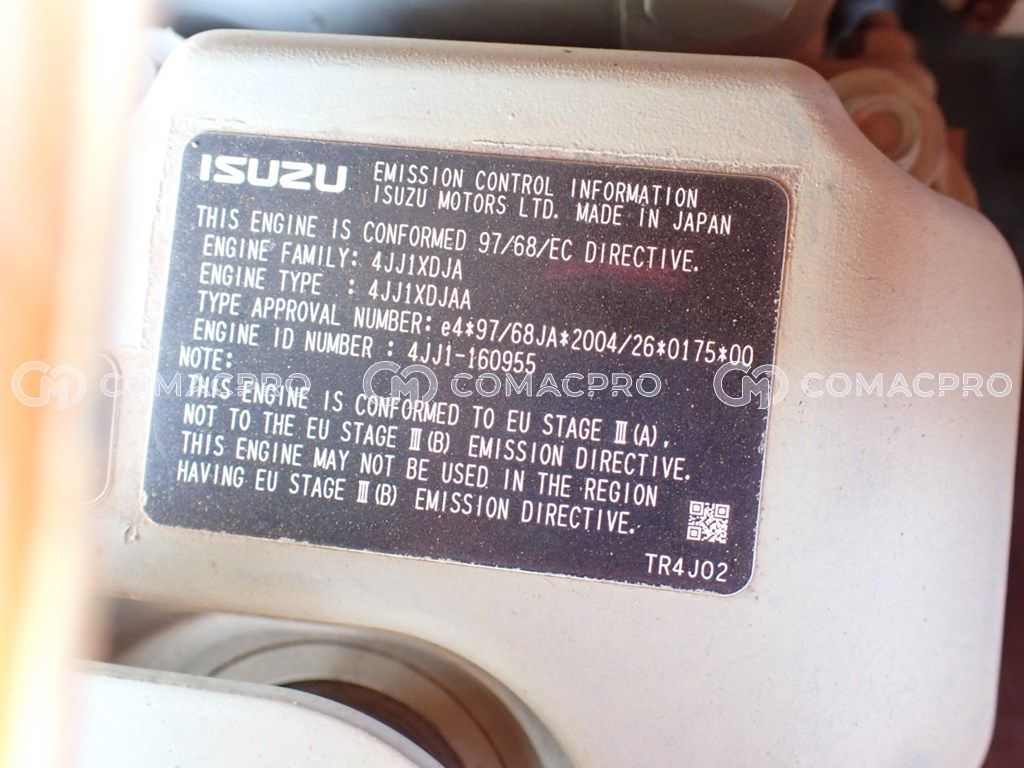 ISUZU EMISSION CONTROL INFORMATION
ISUZU MOTORS LTD. MADE IN JAPAN
THIS ENGINE IS CONFORMED 97/68/EC DIRECTIVE.
ENGINE FAMILY: 4JJ1XDJA
ENGINE TYPE : 4JJ1XDJAA
TYPE APPROVAL NUMBER: e4*97/68JA*2004/26*0175*00
ENGINE ID NUMBER : 4JJ1-160955
NOTE:
THIS ENGINE IS CONFORMED TO EU STAGE Ⅲ(A),
NOT TO THE EU STAGE Ⅲ(B) EMISSION DIRECTIVE.
THIS ENGINE MAY NOT BE USED IN THE REGION
HAVING EU STAGE Ⅲ(B) EMISSION DIRECTIVE.
TR4J02
COMACPRO COMACPRO COMACPRO